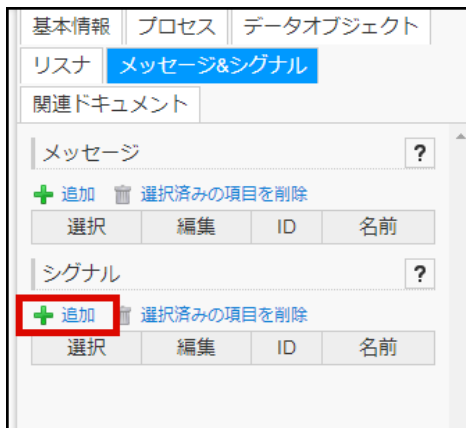 基本情報 プロセス データオブジェクト
リスナ メッセージ&シグナル
関連ドキュメント
メッセージ ?
追加 選択済みの項目を削除
選択 編集 ID 名前
シグナル ?
追加 選択済みの項目を削除
選択 編集 ID 名前